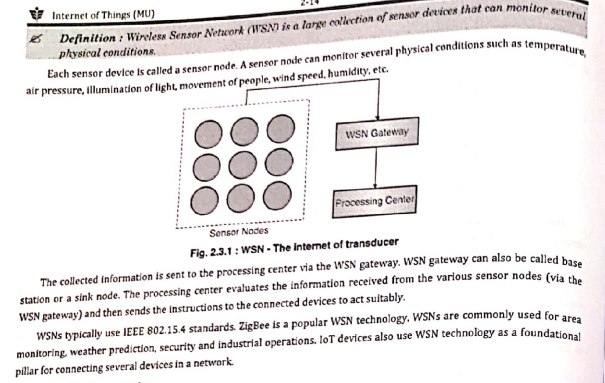 Internet of Things (MU)
2-14
Definition : Wireless Sensor Network (WSN) is a large collection of sensor devices that can monitor several
physical conditions.
Each sensor device is called a sensor node. A sensor node can monitor several physical conditions such as temperature,
air pressure, illumination of light, movement of people, wind speed, humidity, etc.
WSN Gateway
Processing Center
Sensor Nodes
Fig. 2.3.1 : WSN - The Internet of transducer
The collected information is sent to the processing center via the WSN gateway. WSN gateway can also be called base
station or a sink node. The processing center evaluates the information received from the various sensor nodes (via the
WSN gateway) and then sends the instructions to the connected devices to act suitably.
WSNs typically use IEEE 802.15.4 standards. ZigBee is a popular WSN technology, WSNs are commonly used for area
monitoring, weather prediction, security and industrial operations. IoT devices also use WSN technology as a foundational
pillar for connecting several devices in a network.